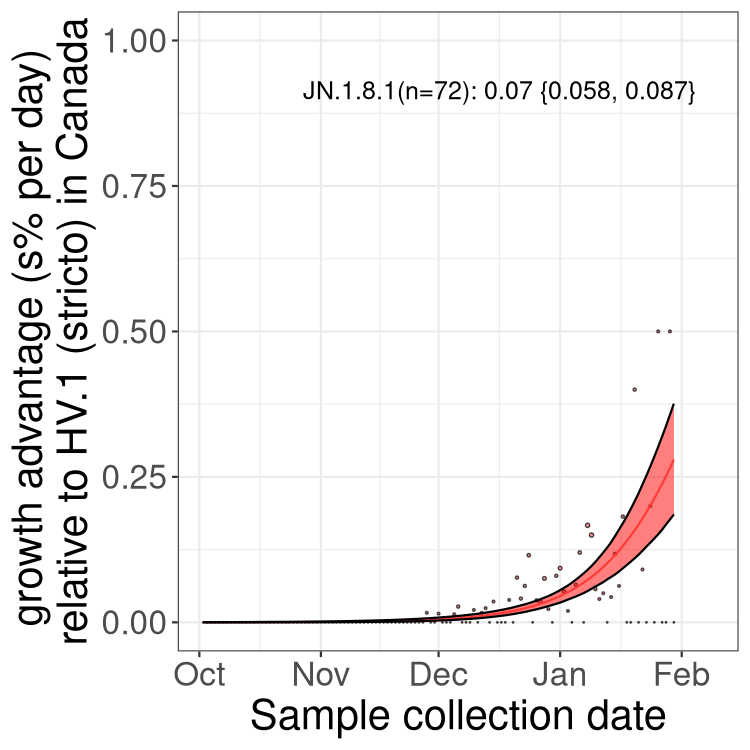 growth advantage (s% per day)
relative to HV.1 (stricto) in Canada
1.00
0.75
0.50
0.25
0.00
JN.1.8.1(n=72): 0.07 {0.058, 0.087}
Oct Nov Dec Jan Feb
Sample collection date